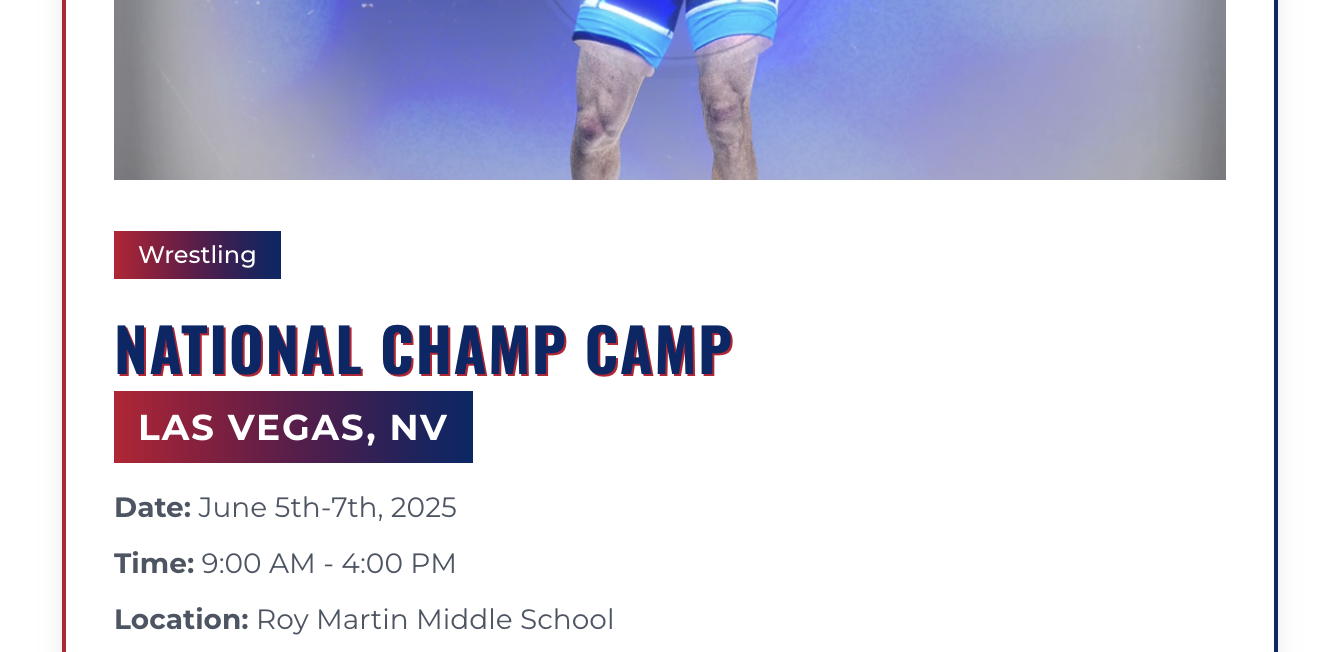 Wrestling
NATIONAL CHAMP CAMP
LAS VEGAS, NV
Date: June 5th-7th, 2025
Time: 9:00 AM - 4:00 PM
Location: Roy Martin Middle School